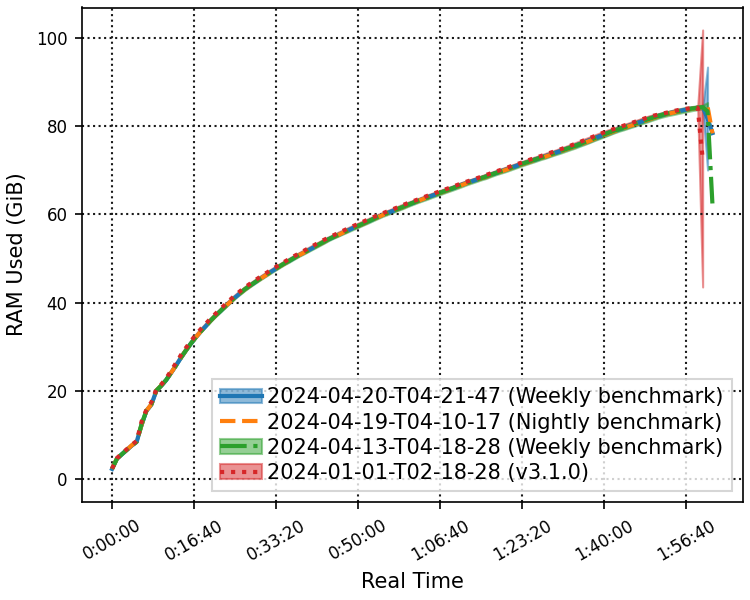 100
80
60
40
20
0
RAM Used (GiB)
2024-04-20-T04-21-47 (Weekly benchmark)
2024-04-19-T04-10-17 (Nightly benchmark)
2024-04-13-T04-18-28 (Weekly benchmark)
2024-01-01-T02-18-28 (v3.1.0)
0:00:00
0:16:40
0:33:20
0:50:00
1:06:40
1:23:20
1:40:00
1:56:40
Real Time